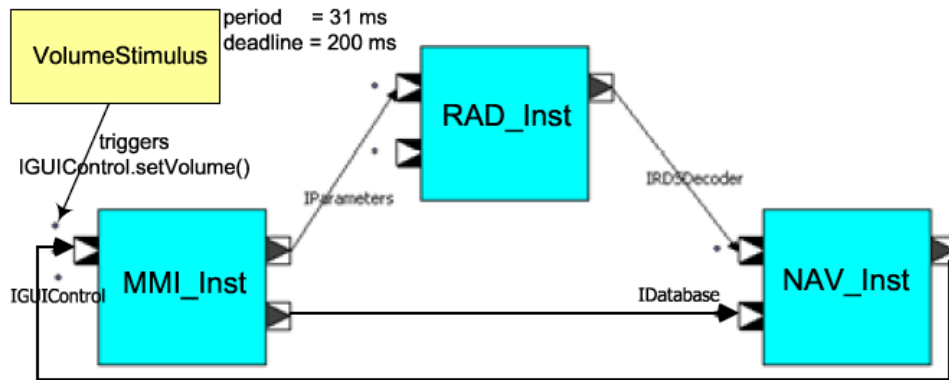 period = 31 ms
deadline = 200 ms
VolumeStimulus
RAD_Inst
triggers
IGUIControl.setVolume()
IParameters
IRDSDecoder
MMI_Inst
NAV_Inst
IGUIControl
IDatabase